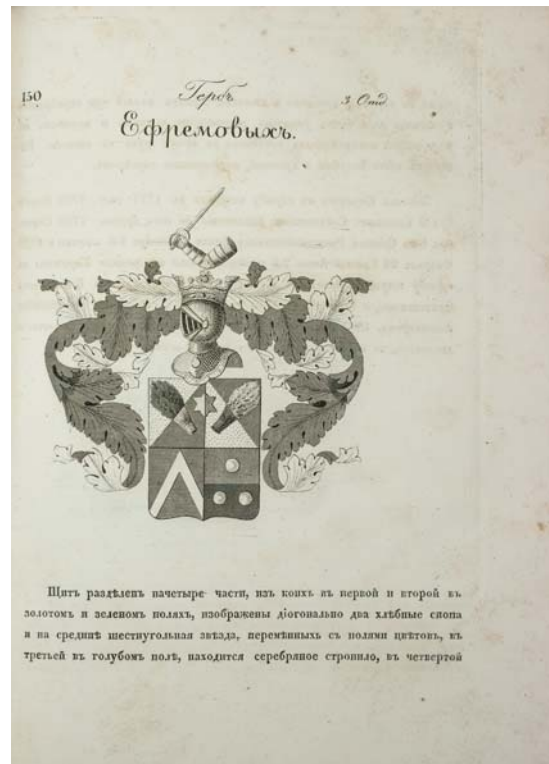 150
Гербъ
3. Отд.
Ефремовыхъ.
Щитъ раздѣленъ начетыре части, изъ коихъ въ первой и второй въ
золотомъ и зеленомъ поляхъ, изображены діогонально два хлѣбные снопа
и на срединѣ шестиугольная звѣзда, перемѣнныхъ съ полями цвѣтовъ, въ
третьей въ голубомъ полѣ, находится серебряное стропило, въ четвертой